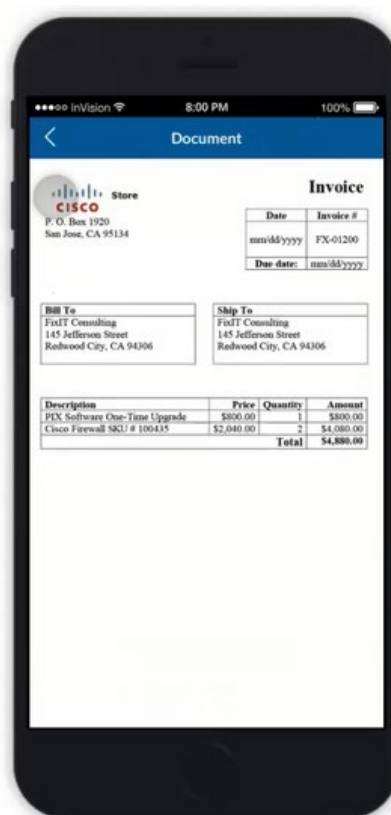 InVision 8:00 PM 100%
Document
CISCO Store
P. O. Box 1920
San Jose, CA 95134
Invoice
Date Invoice #
mm/dd/yyyy FX-01200
Due date: mm/dd/yyyy
Bill To
FixIT Consulting
145 Jefferson Street
Redwood City, CA 94306
Ship To
FixIT Consulting
145 Jefferson Street
Redwood City, CA 94306
Description Price Quantity Amount
PIX Software One-Time Upgrade $800.00 1 $800.00
Cisco Firewall SKU # 100435 $2,040.00 2 $4,080.00
Total $4,880.00